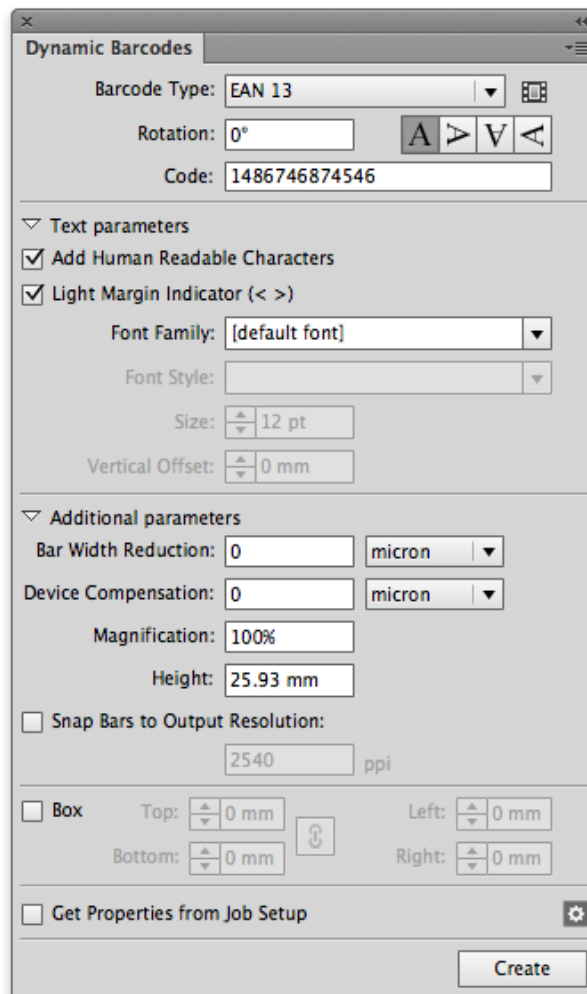 Dynamic Barcodes
Barcode Type: EAN 13
Rotation: 0° A A A A
Code: 1486746874546
Text parameters
Add Human Readable Characters
Light Margin Indicator (< >)
Font Family: [default font]
Font Style:
Size: 12 pt
Vertical Offset: 0 mm
Additional parameters
Bar Width Reduction: 0 micron
Device Compensation: 0 micron
Magnification: 100%
Height: 25.93 mm
Snap Bars to Output Resolution:
2540 ppi
Box Top: 0 mm Left: 0 mm
Bottom: 0 mm Right: 0 mm
Get Properties from Job Setup
Create